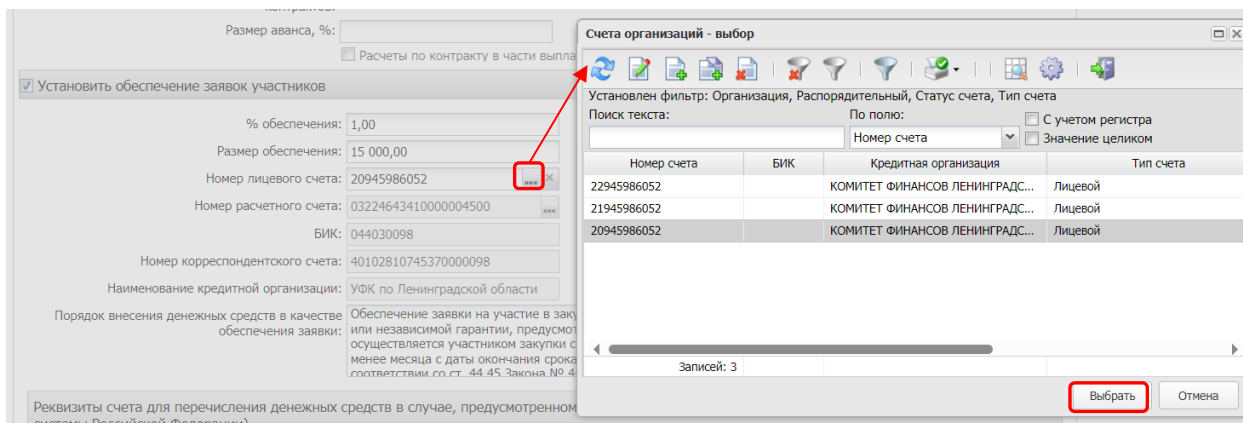 контрактов:
Размер аванса, %:
Расчеты по контракту в части выпла
Установить обеспечение заявок участников
% обеспечения: 1,00
Размер обеспечения: 15 000,00
Номер лицевого счета: 20945986052 ...
Номер расчетного счета: 03224643410000004500 ...
БИК: 044030098
Номер корреспондентского счета: 40102810745370000098
Наименование кредитной организации: УФК по Ленинградской области
Порядок внесения денежных средств в качестве обеспечения заявки:
Обеспечение заявки на участие в заку
или независимой гарантии, предусмот
осуществляется участником закупки с
менее месяца с даты окончания срока
соответствии со ст. 44 45 Закона № 4
Реквизиты счета для перечисления денежных средств в случае, предусмотренном
системы Российской Федерации)
Счета организаций - выбор
Установлен фильтр: Организация, Распорядительный, Статус счета, Тип счета
Поиск текста: По полю: С учетом регистра
Номер счета Значение целиком
Номер счета БИК Кредитная организация Тип счета
22945986052 КОМИТЕТ ФИНАНСОВ ЛЕНИНГРАДС... Лицевой
21945986052 КОМИТЕТ ФИНАНСОВ ЛЕНИНГРАДС... Лицевой
20945986052 КОМИТЕТ ФИНАНСОВ ЛЕНИНГРАДС... Лицевой
Записей: 3
Выбрать Отмена